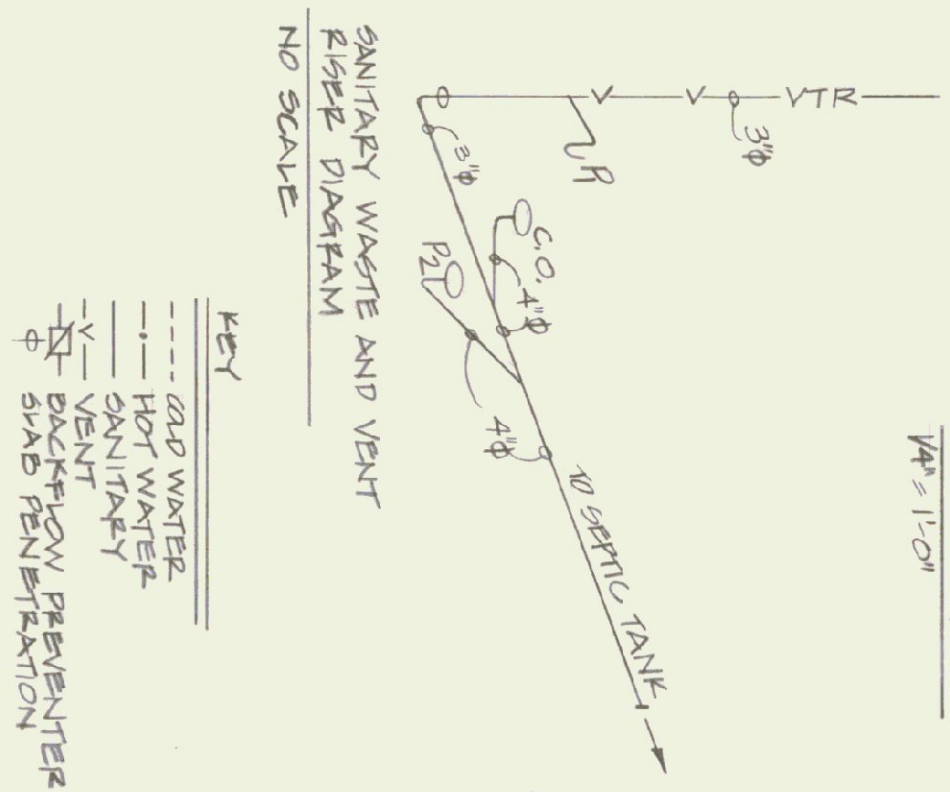 1/4" = 1'-0"
VTR
3"ϕ
V
V
P1
C.O.
4"ϕ
3"ϕ
P2
4"ϕ
TO SEPTIC TANK
SANITARY WASTE AND VENT
RISER DIAGRAM
NO SCALE
KEY
COLD WATER
HOT WATER
SANITARY
V VENT
BACKFLOW PREVENTER
SLAB PENETRATION